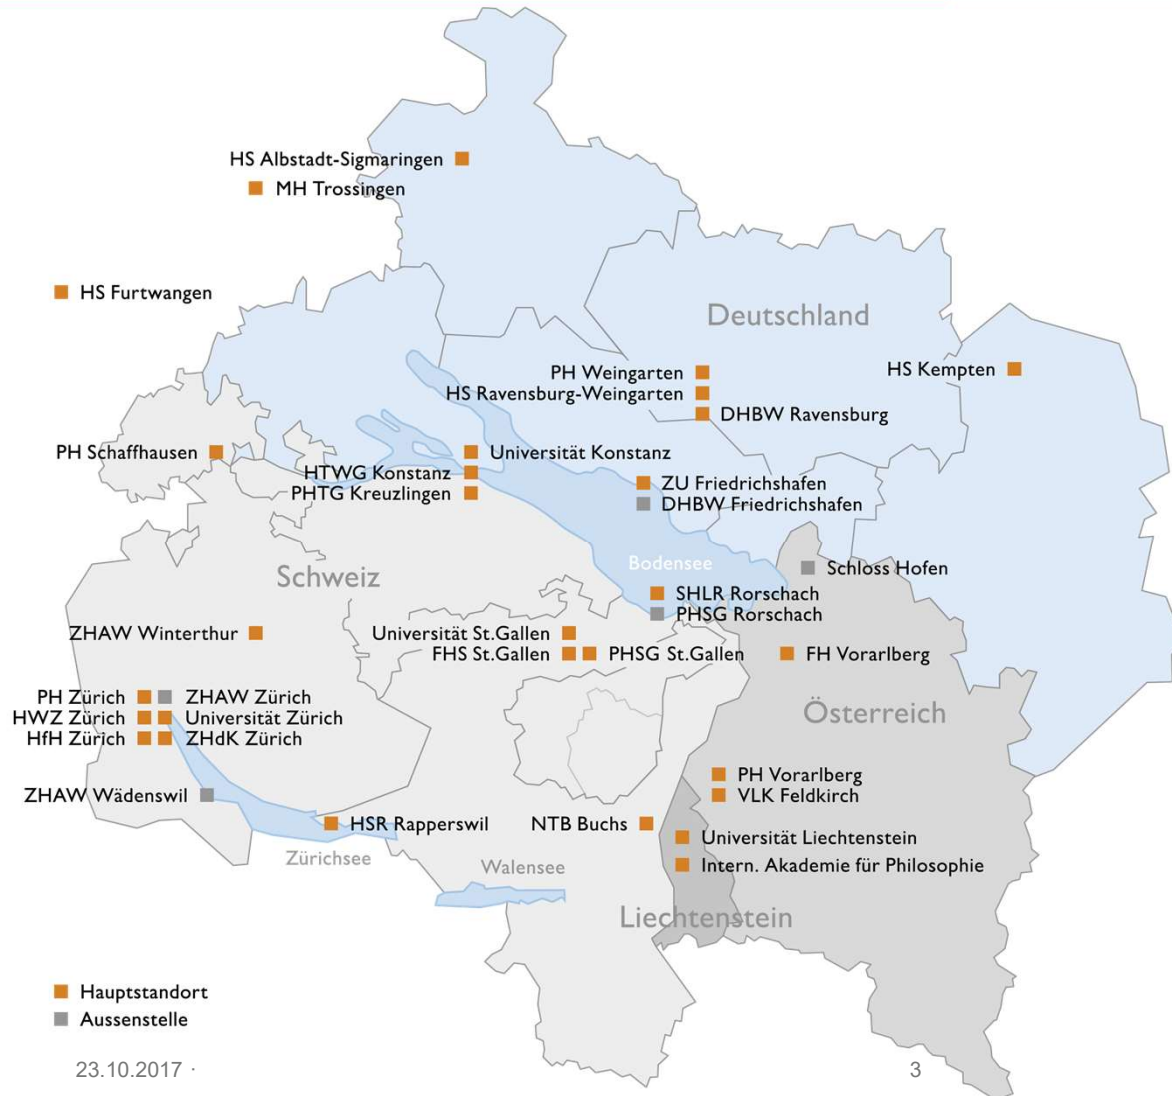 HS Albstadt-Sigmaringen
MH Trossingen
HS Furtwangen
Deutschland
PH Weingarten
HS Kempten
HS Ravensburg-Weingarten
DHBW Ravensburg
PH Schaffhausen
Universität Konstanz
HTWG Konstanz
ZU Friedrichshafen
PHTG Kreuzlingen
DHBW Friedrichshafen
Bodensee
Schloss Hofen
Schweiz
SHLR Rorschach
PHSG Rorschach
ZHAW Winterthur
Universität St.Gallen
FHS St.Gallen
PHSG St.Gallen
FH Vorarlberg
PH Zürich
ZHAW Zürich
HWZ Zürich
Universität Zürich
Österreich
HfH Zürich
ZHdK Zürich
PH Vorarlberg
ZHAW Wädenswil
VLK Feldkirch
HSR Rapperswil
NTB Buchs
Universität Liechtenstein
Zürichsee
Walensee
Intern. Akademie für Philosophie
Liechtenstein
Hauptstandort
Aussenstelle
23.10.2017 ·
3